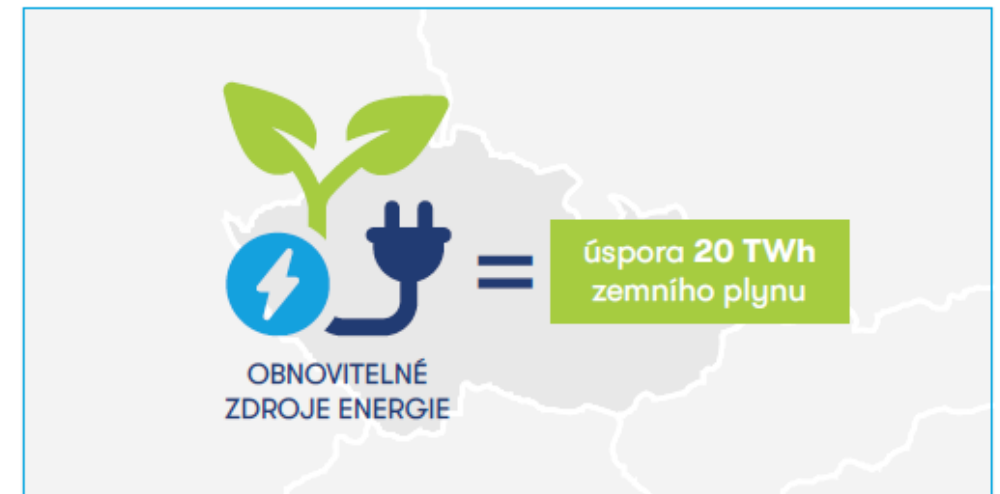 úspora 20 TWh
zemního plynu
OBNOVITELNÉ
ZDROJE ENERGIE